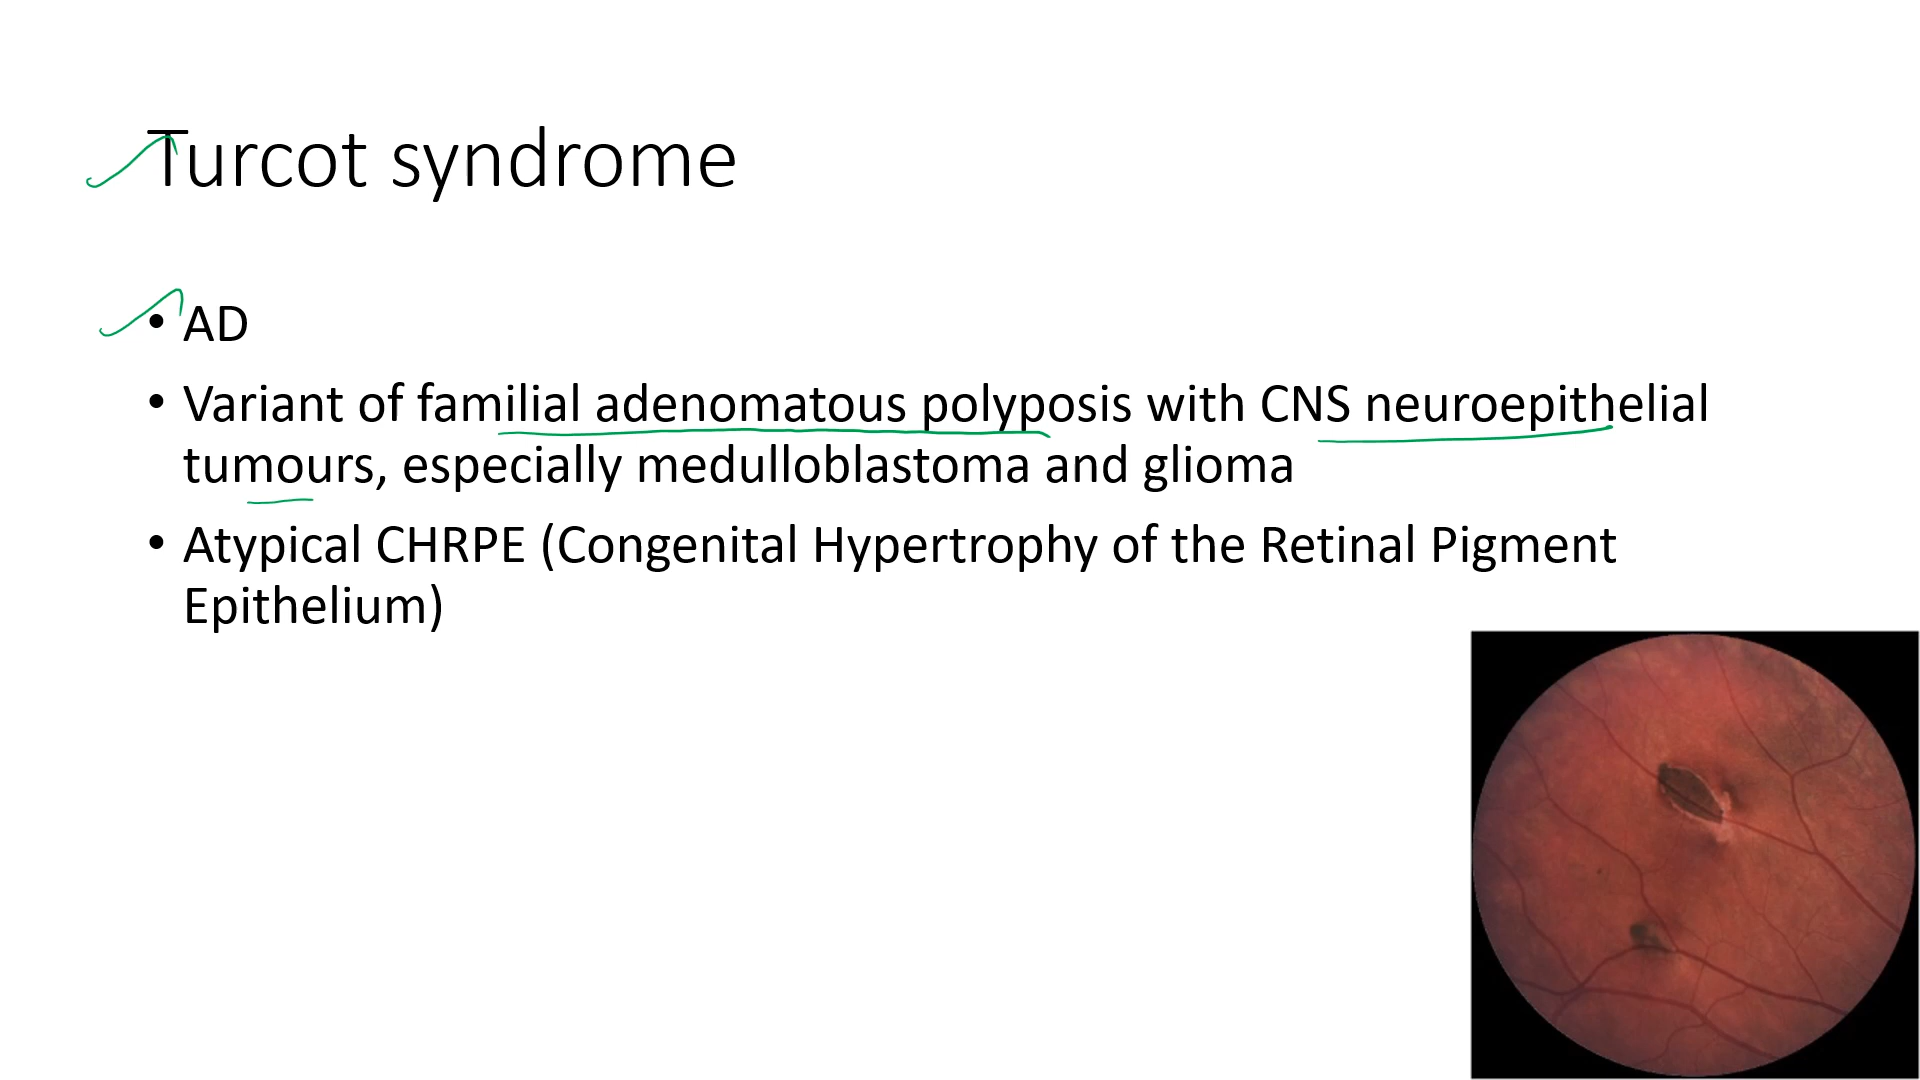 Turcot syndrome
• AD
• Variant of familial adenomatous polyposis with CNS neuroepithelial
tumours, especially medulloblastoma and glioma
• Atypical CHRPE (Congenital Hypertrophy of the Retinal Pigment
Epithelium)